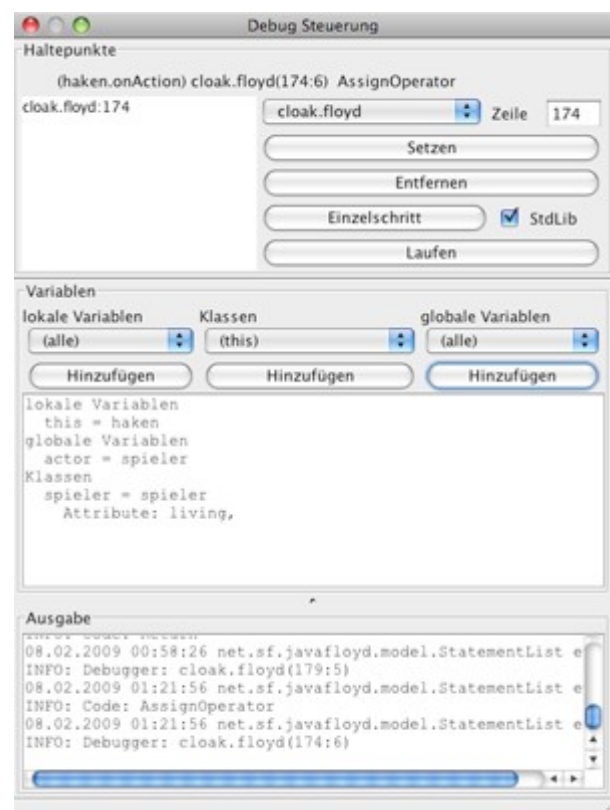 Debug Steuerung
Haltepunkte
(haken.onAction) cloak.floyd(174:6) AssignOperator
cloak.floyd:174
cloak.floyd Zeile 174
Setzen
Entfernen
Einzelschritt StdLib
Laufen
Variablen
lokale Variablen Klassen globale Variablen
(alle) (this) (alle)
Hinzufügen Hinzufügen Hinzufügen
lokale Variablen
this = haken
globale Variablen
actor = spieler
Klassen
spieler = spieler
Attribute: living,
Ausgabe
INFO: Code: Return
08.02.2009 00:58:26 net.sf.javafloyd.model.StatementList e
INFO: Debugger: cloak.floyd(179:5)
08.02.2009 01:21:56 net.sf.javafloyd.model.StatementList e
INFO: Code: AssignOperator
08.02.2009 01:21:56 net.sf.javafloyd.model.StatementList e
INFO: Debugger: cloak.floyd(174:6)